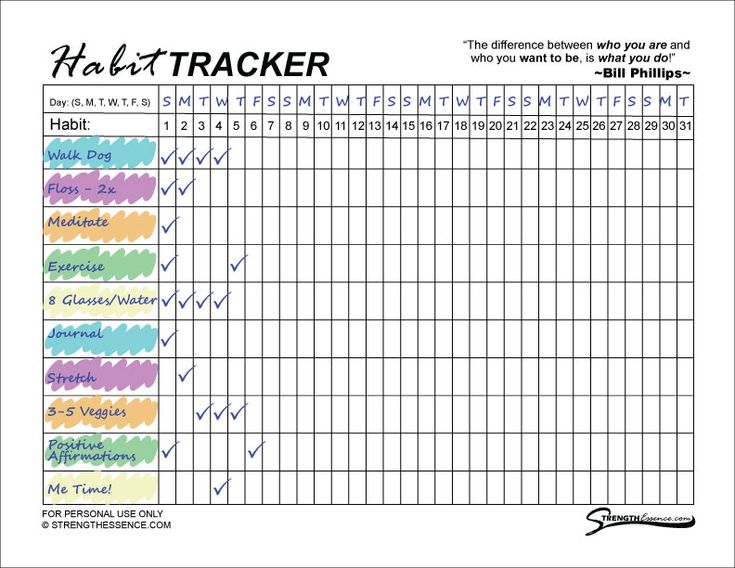 Habit TRACKER
“The difference between who you are and
who you want to be, is what you do!”
~Bill Phillips~
Day: (S, M, T, W, T, F, S) S M T W T F S S M T W T F S S M T W T F S S M T W T F S S M T
Habit: 1 2 3 4 5 6 7 8 9 10 11 12 13 14 15 16 17 18 19 20 21 22 23 24 25 26 27 28 29 30 31
Walk Dog ✓ ✓ ✓ ✓
Floss - 2x ✓ ✓
Meditate ✓
Exercise ✓ ✓
8 Glasses/Water ✓ ✓ ✓ ✓
Journal ✓
Stretch ✓
3-5 Veggies ✓ ✓ ✓
Positive
Affirmations ✓ ✓
Me Time! ✓
FOR PERSONAL USE ONLY
© STRENGTHESSENCE.COM
STRENGTHEssence.com